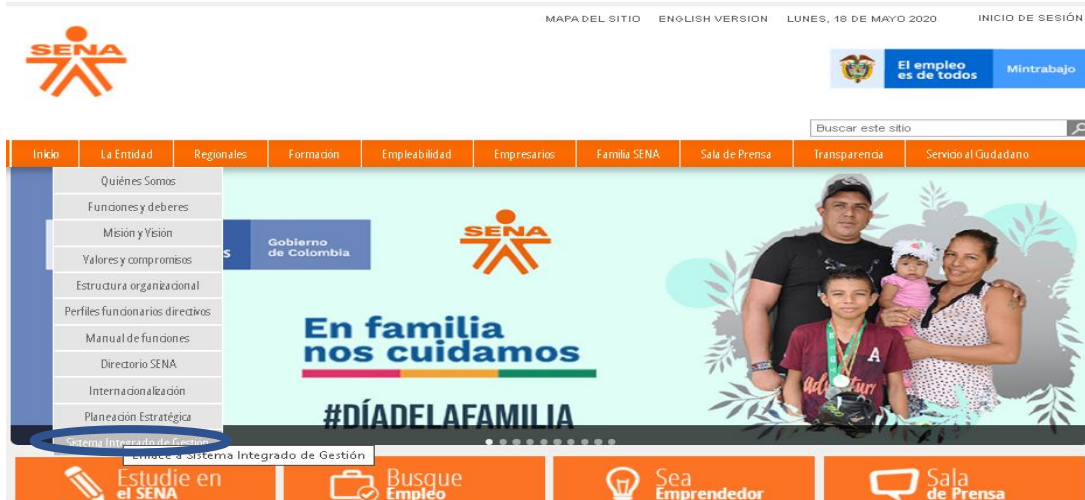 MAPA DEL SITIO ENGLISH VERSION LUNES, 18 DE MAYO 2020 INICIO DE SESIÓN
SENA
El empleo
es de todos
Mintrabajo
Buscar este sitio
Inicio La Entidad Regionales Formación Empleabilidad Empresarios Familia SENA Sala de Prensa Transparencia Servicio al Ciudadano
Quiénes Somos
Funciones y deberes
Misión y Visión
Valores y compromisos
Estructura organizacional
Perfiles funcionarios directivos
Manual de funciones
Directorio SENA
Internacionalización
Planeación Estratégica
Sistema Integrado de Gestión
Enlace a Sistema Integrado de Gestión
s
Gobierno
de Colombia
SENA
En familia
nos cuidamos
#DÍADELAFAMILIA
A
Estudie en
el SENA
Busque
Empleo
Sea
Emprendedor
Sala
de Prensa